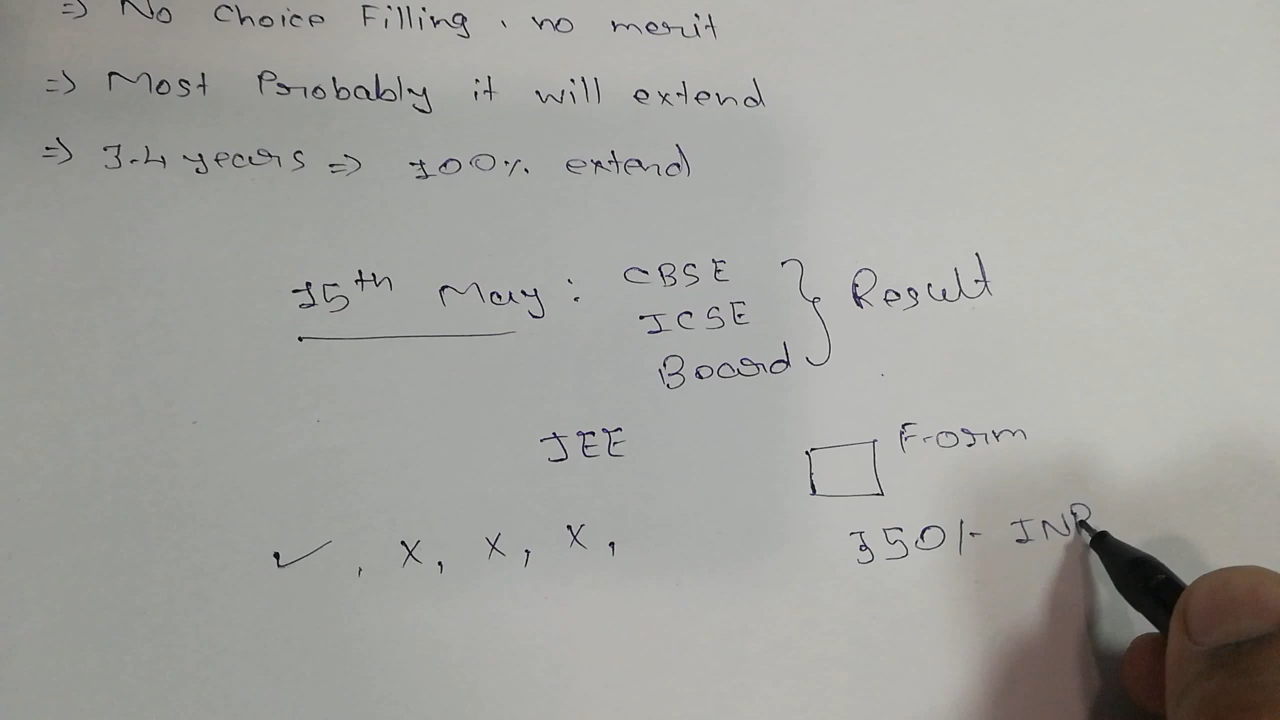 => No Choice Filling, no merit
=> Most Probably it will extend
=> 3-4 years => 100% extend
15th May : CBSE
ICSE
Board } Result
JEE
Form
✓, x, x, x,
350/- INR